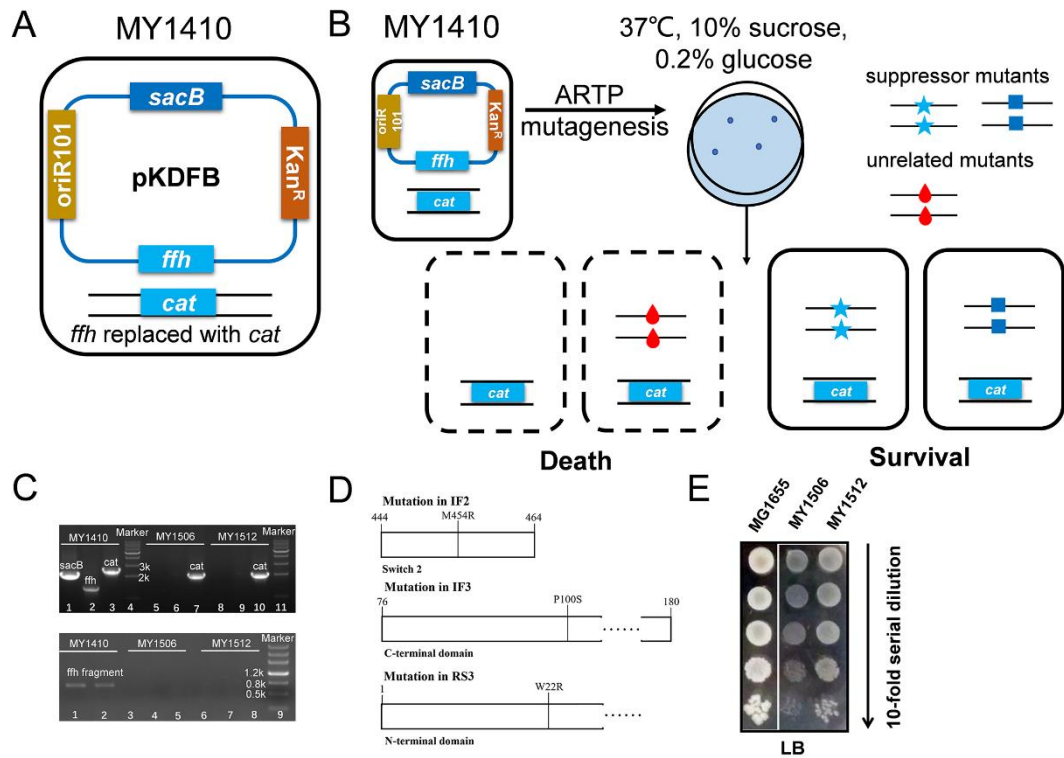 A
MY1410
sacB
oriR101
pKDFB
KanR
ffh
cat
ffh replaced with cat
B
MY1410
sacB
oriR
101
KanR
ffh
cat
ARTP
mutagenesis
37℃, 10% sucrose,
0.2% glucose
suppressor mutants
unrelated mutants
cat
cat
cat
cat
Death
Survival
C
MY1410
Marker
MY1506
MY1512
Marker
sacB
ffh
cat
3k
2k
cat
cat
1 2 3 4 5 6 7 8 9 10 11
MY1410
MY1506
MY1512
Marker
ffh fragment
1.2k
0.8k
0.5k
1 2 3 4 5 6 7 8 9
D
Mutation in IF2
444 M454R 464
Switch 2
Mutation in IF3
76 P100S 180
······
C-terminal domain
Mutation in RS3
1 W22R
······
N-terminal domain
E
MG1655
MY1506
MY1512
10-fold serial dilution
LB